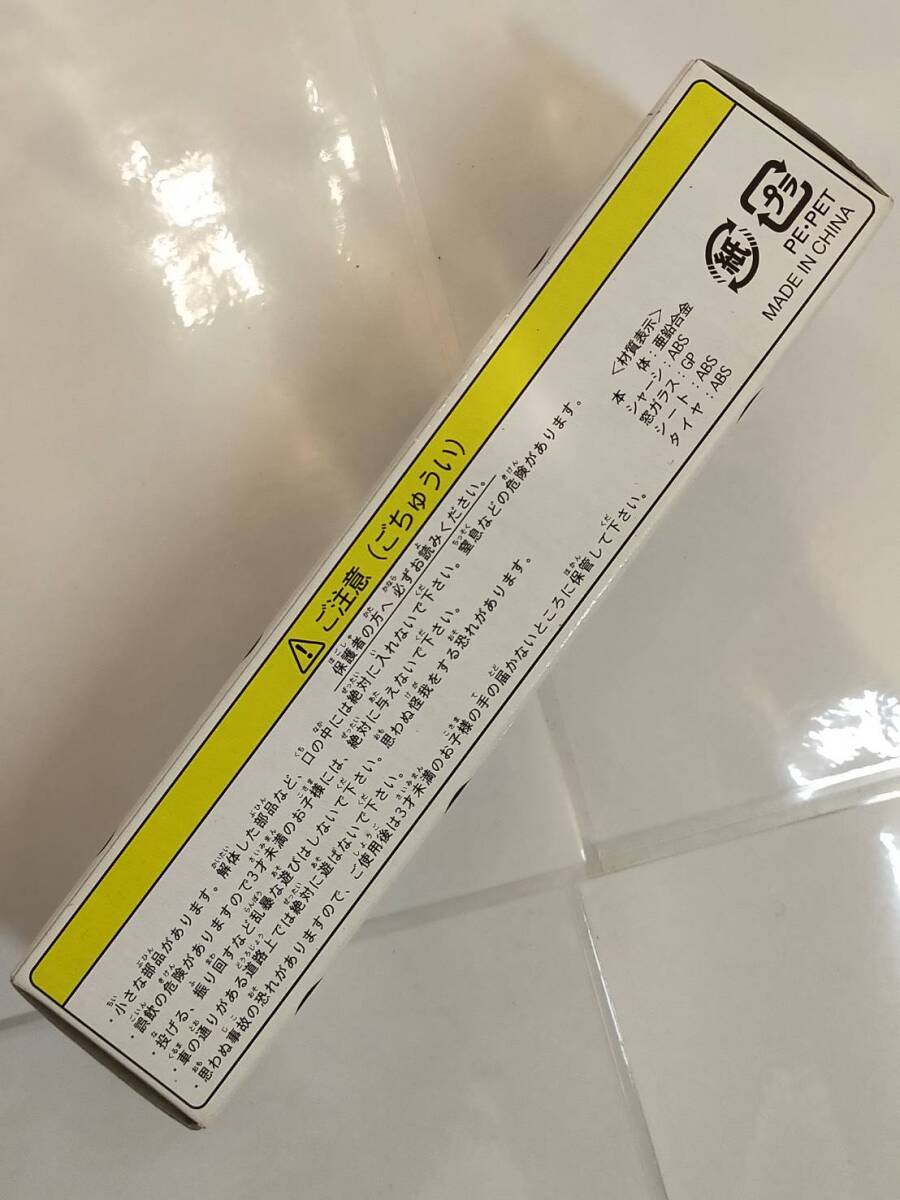 ご注意(ごちゅうい)
保護者の方へ 必ずお読みください。
・小さな部品があります。解体した部品など、口の中には絶対に入れないで下さい。窒息などの危険があります。
・誤飲の危険がありますので3才未満のお子様には、絶対に与えないで下さい。
・投げる、振り回すなど乱暴な遊びはしないで下さい。思わぬ怪我をする恐れがあります。
・車の通りがある道路上では絶対に遊ばないで下さい。
・思わぬ事故の恐れがありますので、ご使用後は3才未満のお子様の手の届かないところに保管して下さい。
<材質表示>
本　体：亜鉛合金
シャーシ：ABS
窓ガラス：GP
シート：ABS
タイヤ：ABS
紙
プラ
PE・PET
MADE IN CHINA